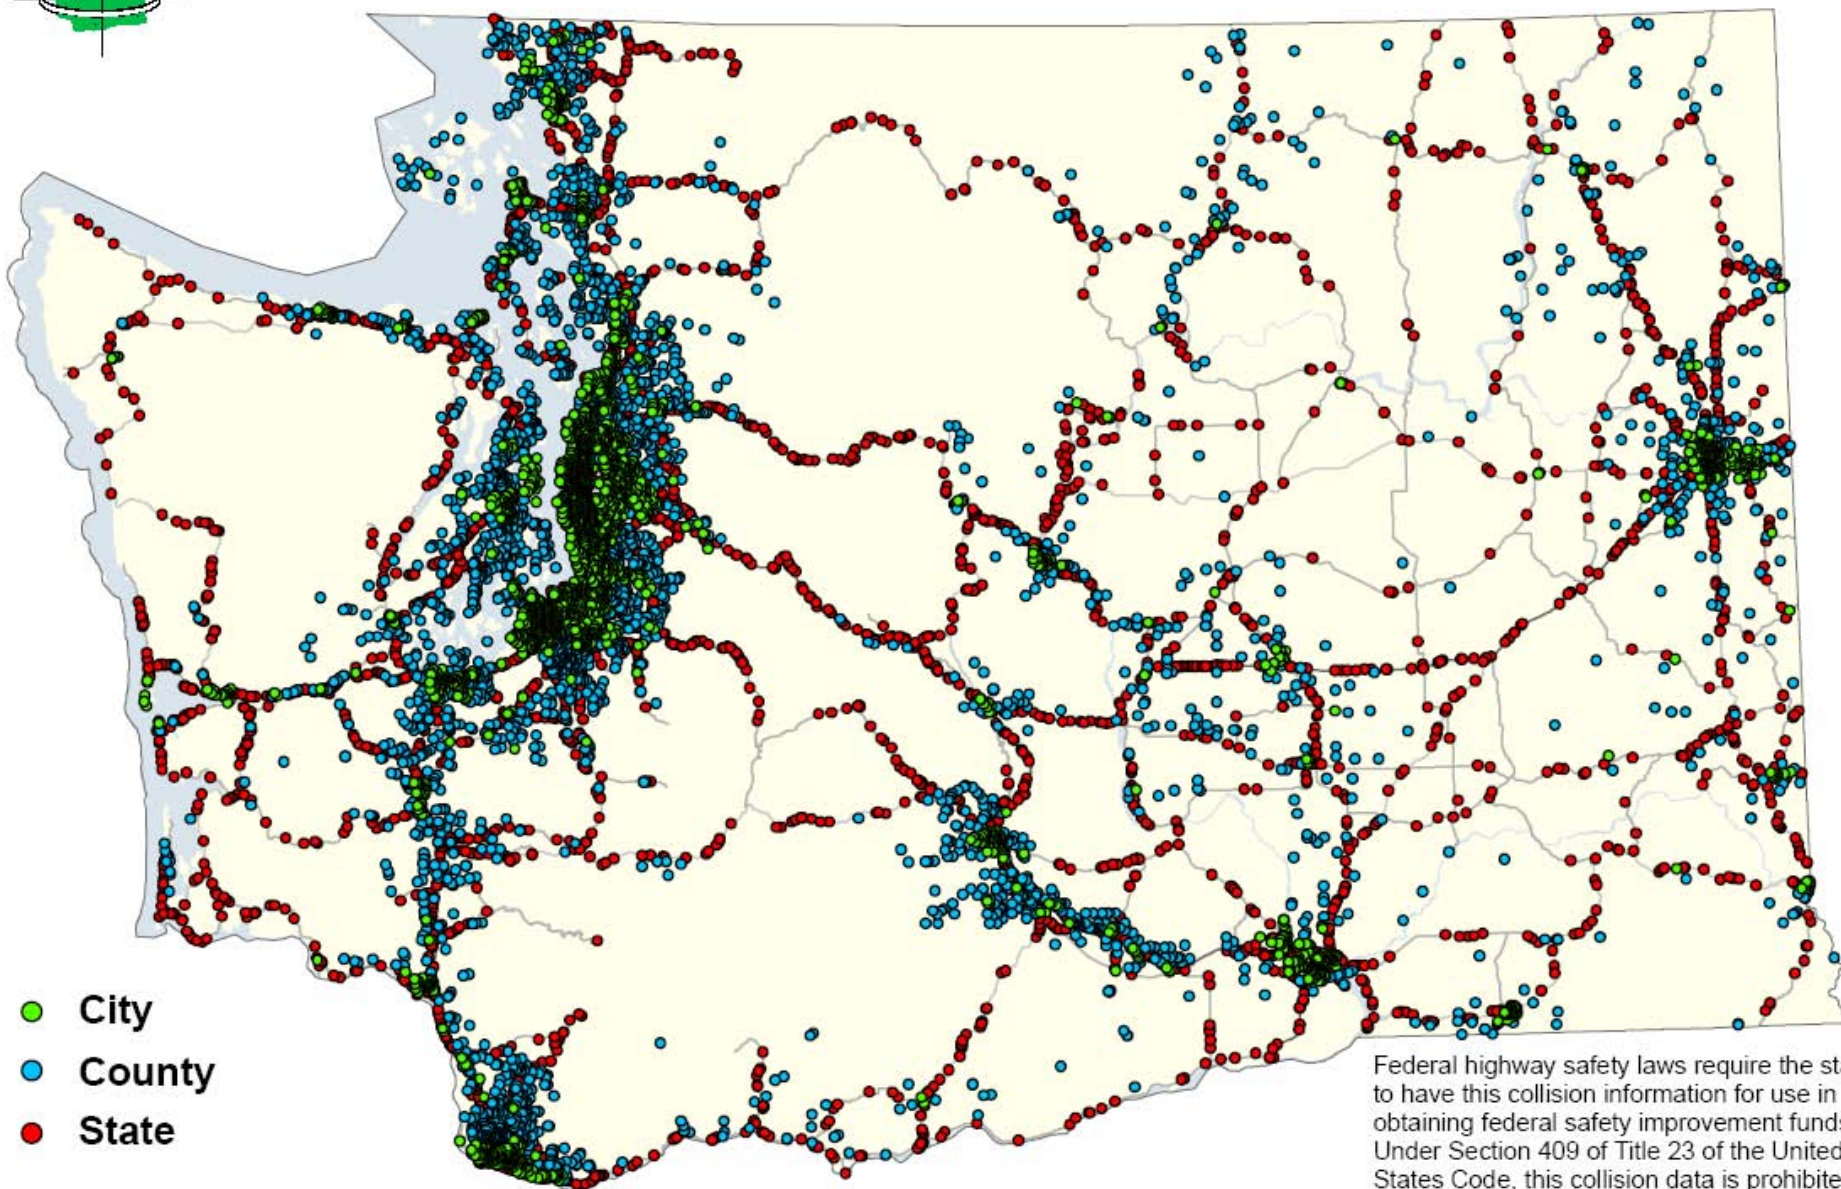 City
County
State
Federal highway safety laws require the sta
to have this collision information for use in
obtaining federal safety improvement funds
Under Section 409 of Title 23 of the United
States Code, this collision data is prohibite